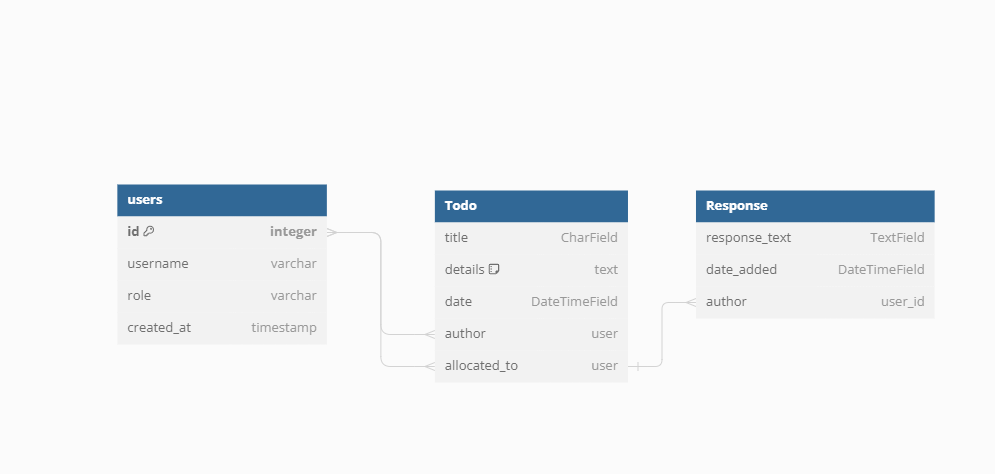 users
id integer
username varchar
role varchar
created_at timestamp
Todo
title CharField
details text
date DateTimeField
author user
allocated_to user
Response
response_text TextField
date_added DateTimeField
author user_id